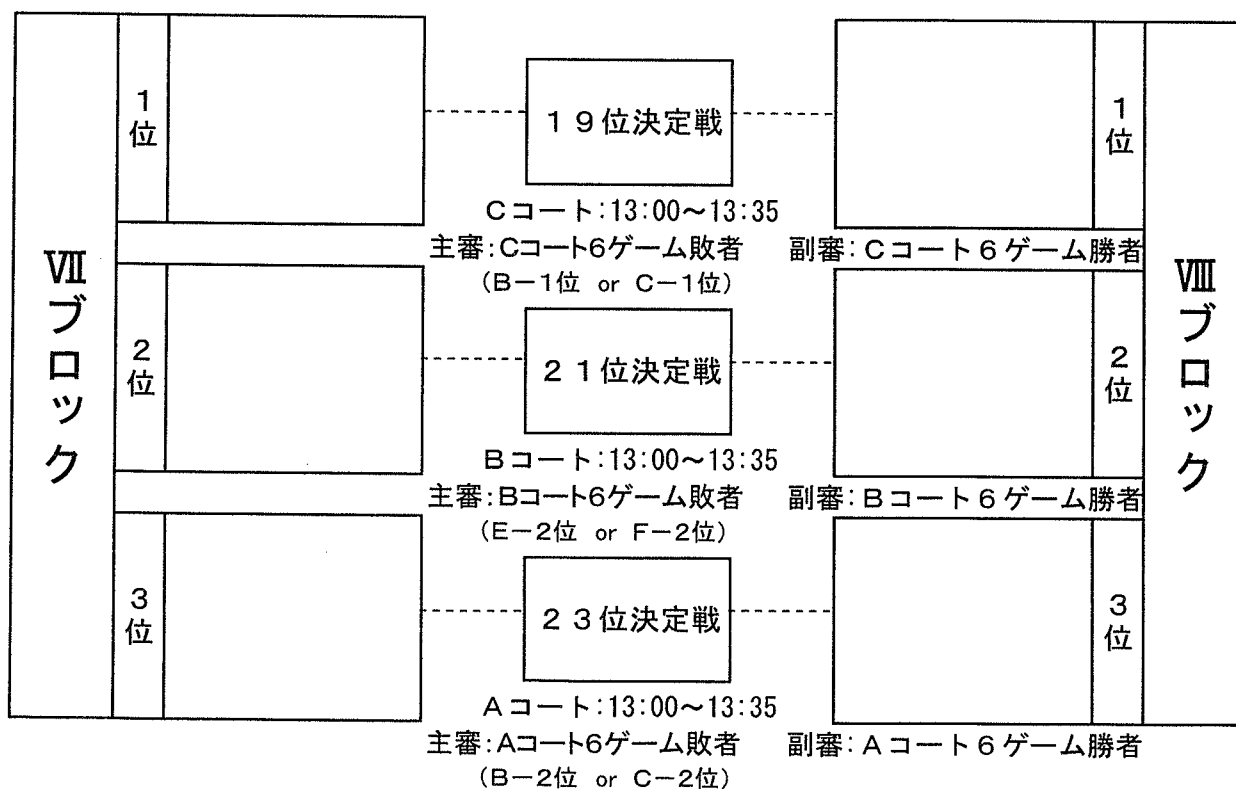 Ⅶブロック
1位
19位決定戦
1位
Ⅷブロック
Cコート:13:00～13:35
主審:Cコート6ゲーム敗者 副審:Cコート6ゲーム勝者
(B－1位 or C－1位)
2位
21位決定戦
2位
Bコート:13:00～13:35
主審:Bコート6ゲーム敗者 副審:Bコート6ゲーム勝者
(E－2位 or F－2位)
3位
23位決定戦
3位
Aコート:13:00～13:35
主審:Aコート6ゲーム敗者 副審:Aコート6ゲーム勝者
(B－2位 or C－2位)